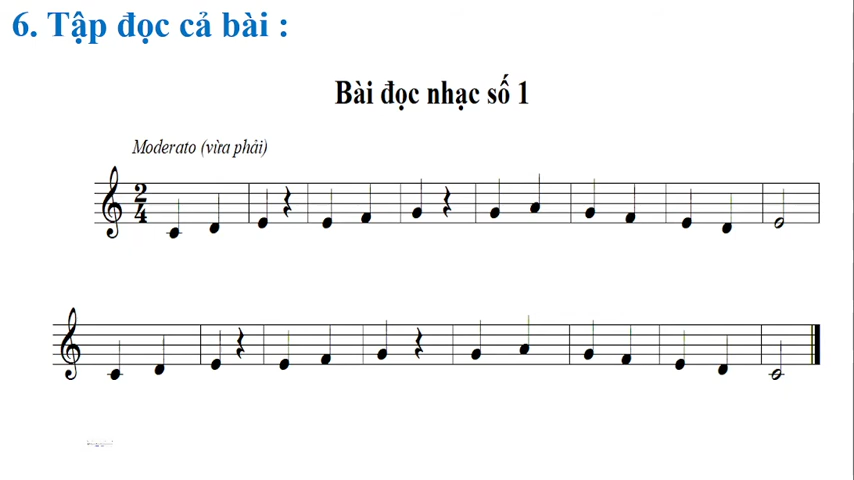 6. Tập đọc cả bài :
Bài đọc nhạc số 1
Moderato (vừa phải)
2
4